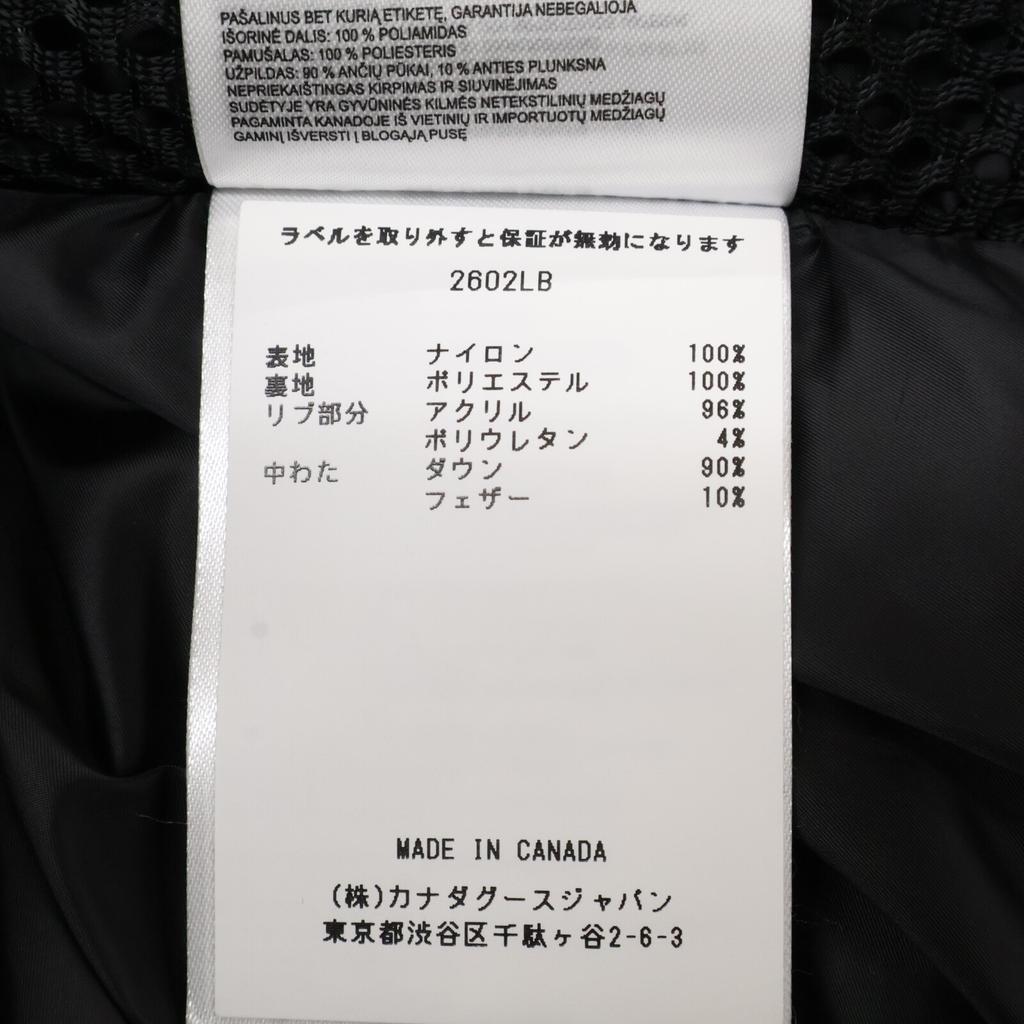 PAŠALINUS BET KURIĄ ETIKETĘ, GARANTIJA NEBEGALIOJA
IŠORINĖ DALIS: 100 % POLIAMIDAS
PAMUŠALAS: 100 % POLIESTERIS
UŽPILDAS: 90 % ANČIŲ PŪKAI, 10 % ANTIES PLUNKSNA
NEPRIEKAIŠTINGAS KIRPIMAS IR SIUVINĖJIMAS
SUDĖTYJE YRA GYVŪNINĖS KILMĖS NETEKSTILINIŲ MEDŽIAGŲ
PAGAMINTA KANADOJE IŠ VIETINIŲ IR IMPORTUOTŲ MEDŽIAGŲ
GAMINĮ IŠVERSTI Į BLOGĄJĄ PUSĘ
ラベルを取り外すと保証が無効になります
2602LB
表地 ナイロン 100%
裏地 ポリエステル 100%
リブ部分 アクリル 96%
ポリウレタン 4%
中わた ダウン 90%
フェザー 10%
MADE IN CANADA
(株)カナダグースジャパン
東京都渋谷区千駄ヶ谷2-6-3